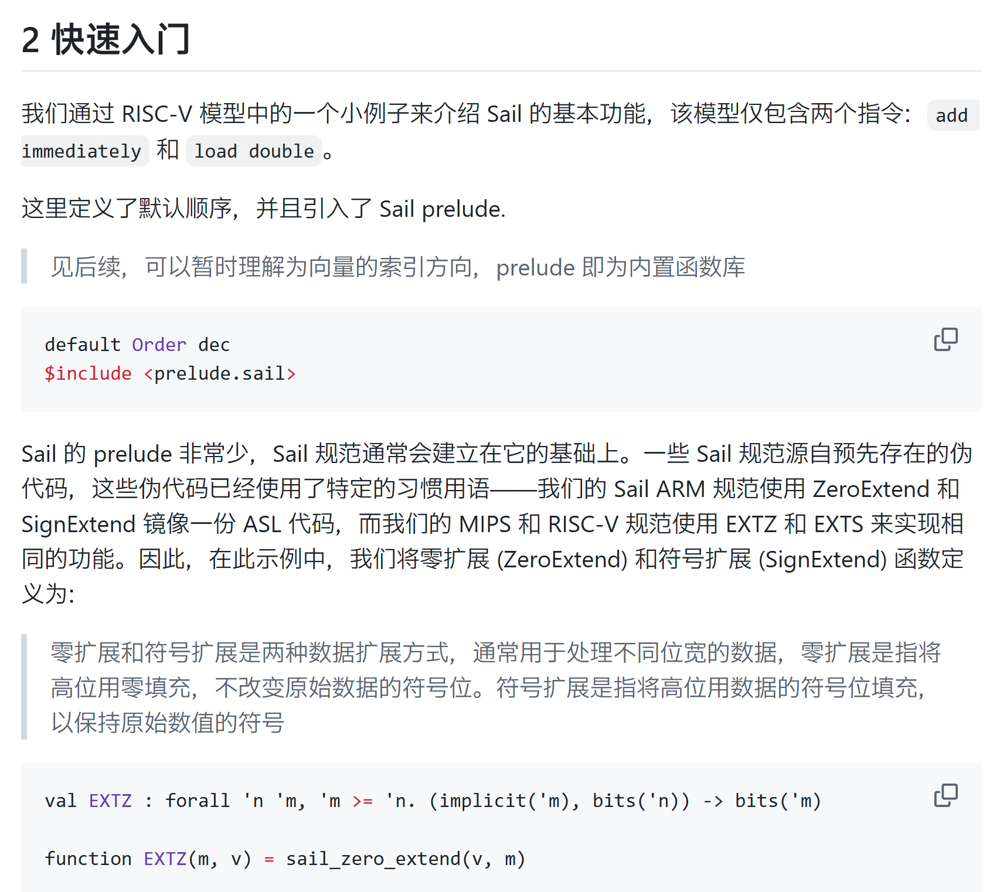 2 快速入门
我们通过 RISC-V 模型中的一个小例子来介绍 Sail 的基本功能，该模型仅包含两个指令：add
immediately 和 load double。
这里定义了默认顺序，并且引入了 Sail prelude.
见后续，可以暂时理解为向量的索引方向，prelude 即为内置函数库
default Order dec
$include <prelude.sail>
Sail 的 prelude 非常少，Sail 规范通常会建立在它的基础上。一些 Sail 规范源自预先存在的伪
代码，这些伪代码已经使用了特定的习惯用语——我们的 Sail ARM 规范使用 ZeroExtend 和
SignExtend 镜像一份 ASL 代码，而我们的 MIPS 和 RISC-V 规范使用 EXTZ 和 EXTS 来实现相
同的功能。因此，在此示例中，我们将零扩展 (ZeroExtend) 和符号扩展 (SignExtend) 函数定
义为:
零扩展和符号扩展是两种数据扩展方式，通常用于处理不同位宽的数据，零扩展是指将
高位用零填充，不改变原始数据的符号位。符号扩展是指将高位用数据的符号位填充，
以保持原始数值的符号
val EXTZ : forall 'n 'm, 'm >= 'n. (implicit('m), bits('n)) -> bits('m)
function EXTZ(m, v) = sail_zero_extend(v, m)